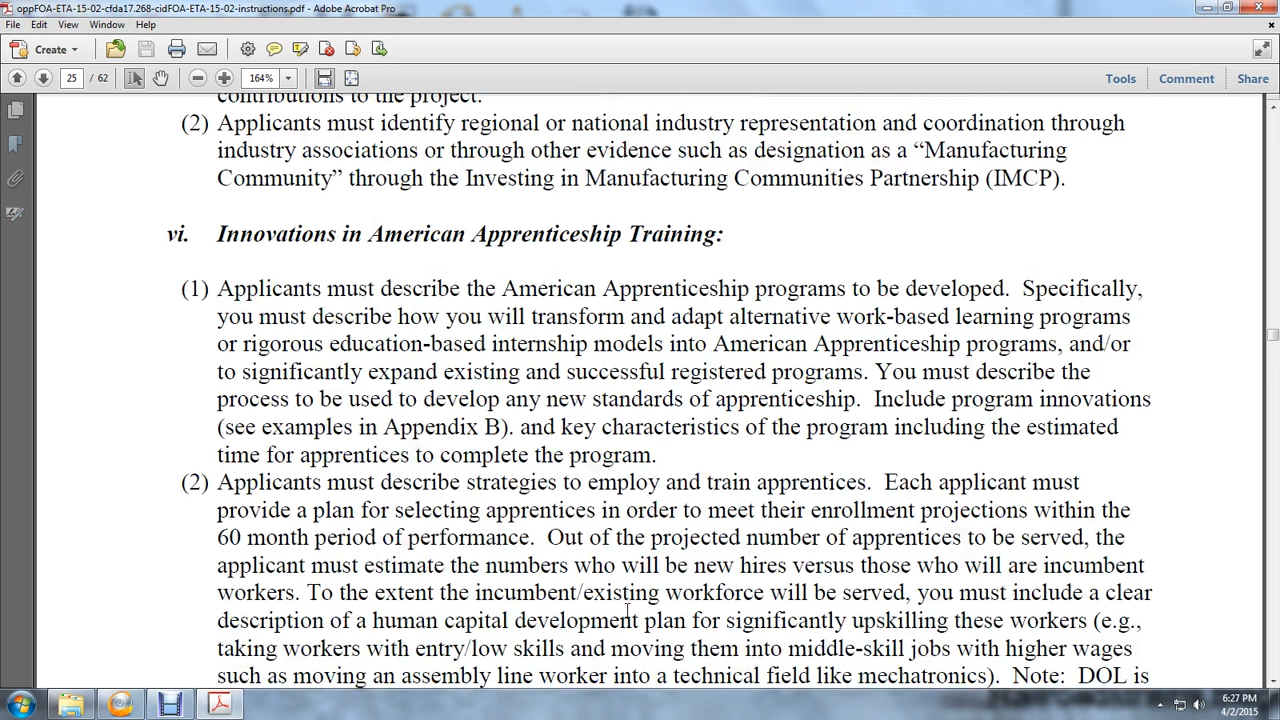 oppFOA-ETA-15-02-cfda17.268-cidFOA-ETA-15-02-instructions.pdf - Adobe Acrobat Pro
File Edit View Window Help
Create
25 / 62 164% Tools Comment Share
contributions to the project.
(2) Applicants must identify regional or national industry representation and coordination through
industry associations or through other evidence such as designation as a “Manufacturing
Community” through the Investing in Manufacturing Communities Partnership (IMCP).
vi. Innovations in American Apprenticeship Training:
(1) Applicants must describe the American Apprenticeship programs to be developed. Specifically,
you must describe how you will transform and adapt alternative work-based learning programs
or rigorous education-based internship models into American Apprenticeship programs, and/or
to significantly expand existing and successful registered programs. You must describe the
process to be used to develop any new standards of apprenticeship. Include program innovations
(see examples in Appendix B). and key characteristics of the program including the estimated
time for apprentices to complete the program.
(2) Applicants must describe strategies to employ and train apprentices. Each applicant must
provide a plan for selecting apprentices in order to meet their enrollment projections within the
60 month period of performance. Out of the projected number of apprentices to be served, the
applicant must estimate the numbers who will be new hires versus those who will are incumbent
workers. To the extent the incumbent/existing workforce will be served, you must include a clear
description of a human capital development plan for significantly upskilling these workers (e.g.,
taking workers with entry/low skills and moving them into middle-skill jobs with higher wages
such as moving an assembly line worker into a technical field like mechatronics). Note: DOL is
6:27 PM
4/2/2015